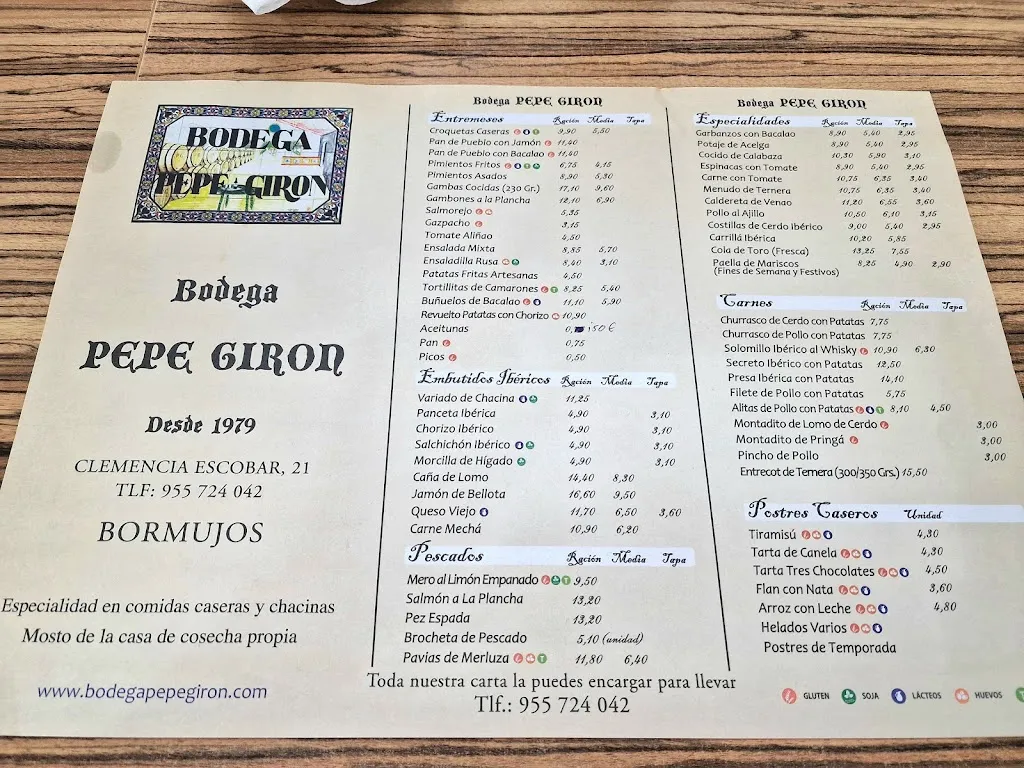 BODEGA
PEPE GIRON
Bodega
PEPE GIRON
Desde 1979
CLEMENCIA ESCOBAR, 21
TLF: 955 724 042
BORMUJOS
Especialidad en comidas caseras y chacinas
Mosto de la casa de cosecha propia
www.bodegapepegiron.com
Bodega PEPE GIRON
Entremeses Ración Media Tapa
Croquetas Caseras 9,90 5,50
Pan de Pueblo con Jamón 11,40
Pan de Pueblo con Bacalao 11,40
Pimientos Fritos 6,75 4,15
Pimientos Asados 8,90 5,30
Gambas Cocidas (230 Gr.) 17,10 9,60
Gambones a la Plancha 12,10 6,90
Salmorejo 5,35
Gazpacho 3,15
Tomate Aliñao 4,50
Ensalada Mixta 8,85 5,70
Ensaladilla Rusa 8,40 3,10
Patatas Fritas Artesanas 4,50
Tortillitas de Camarones 8,25 5,40
Buñuelos de Bacalao 11,10 5,90
Revuelto Patatas con Chorizo 10,90
Aceitunas 0, 50 €
Pan 0,75
Picos 0,50
Embutidos Ibéricos Ración Media Tapa
Variado de Chacina 11,25
Panceta Ibérica 4,90 3,10
Chorizo Ibérico 4,90 3,10
Salchichón Ibérico 4,90 3,10
Morcilla de Hígado 4,90 3,10
Caña de Lomo 14,40 8,30
Jamón de Bellota 16,60 9,50
Queso Viejo 11,70 6,50 3,60
Carne Mechá 10,90 6,20
Pescados Ración Media Tapa
Mero al Limón Empanado 9,50
Salmón a La Plancha 13,20
Pez Espada 13,20
Brocheta de Pescado 5,10 (unidad)
Pavias de Merluza 11,80 6,40
Toda nuestra carta la puedes encargar para llevar
Tlf.: 955 724 042
Bodega PEPE GIRON
Especialidades Ración Media Tapa
Garbanzos con Bacalao 8,90 5,40 2,95
Potaje de Acelga 8,90 5,40 2,95
Cocido de Calabaza 10,30 5,90 3,10
Espinacas con Tomate 8,90 5,40 2,95
Carne con Tomate 10,75 6,35 3,40
Menudo de Ternera 10,75 6,35 3,40
Caldereta de Venao 11,20 6,55 3,60
Pollo al Ajillo 10,50 6,10 3,15
Costillas de Cerdo ibérico 9,00 5,40 2,95
Carrillá Ibérica 10,20 5,85
Cola de Toro (Fresca) 13,25 7,55
Paella de Mariscos 8,25 4,90 2,90
(Fines de Semana y Festivos)
Carnes Ración Media Tapa
Churrasco de Cerdo con Patatas 7,75
Churrasco de Pollo con Patatas 7,75
Solomillo Ibérico al Whisky 10,90 6,30
Secreto Ibérico con Patatas 12,50
Presa Ibérica con Patatas 14,10
Filete de Pollo con Patatas 5,75
Alitas de Pollo con Patatas 8,10 4,50
Montadito de Lomo de Cerdo 3,00
Montadito de Pringá 3,00
Pincho de Pollo 3,00
Entrecot de Ternera (300/350 Grs.) 15,50
Postres Caseros Unidad
Tiramisú 4,30
Tarta de Canela 4,30
Tarta Tres Chocolates 4,50
Flan con Nata 3,60
Arroz con Leche 4,80
Helados Varios
Postres de Temporada
GLUTEN SOJA LÁCTEOS HUEVOS